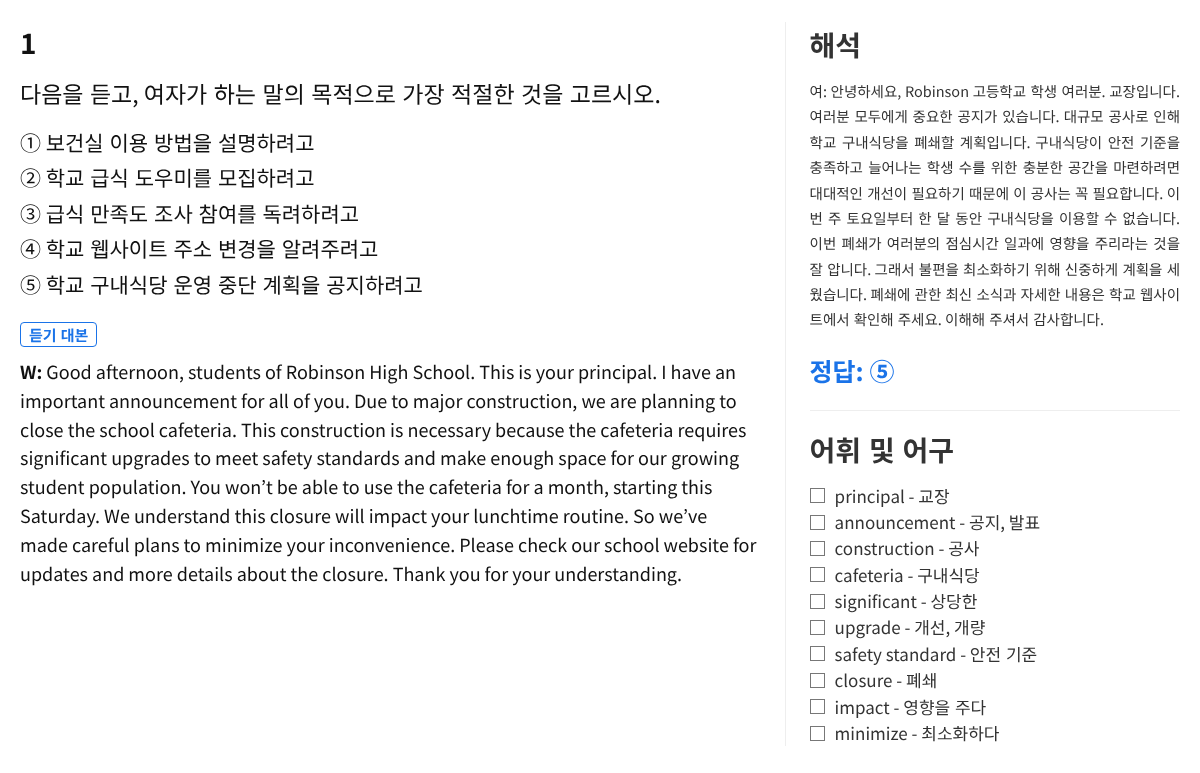 1
다음을 듣고, 여자가 하는 말의 목적으로 가장 적절한 것을 고르시오.
① 보건실 이용 방법을 설명하려고
② 학교 급식 도우미를 모집하려고
③ 급식 만족도 조사 참여를 독려하려고
④ 학교 웹사이트 주소 변경을 알려주려고
⑤ 학교 구내식당 운영 중단 계획을 공지하려고
듣기 대본
W: Good afternoon, students of Robinson High School. This is your principal. I have an
important announcement for all of you. Due to major construction, we are planning to
close the school cafeteria. This construction is necessary because the cafeteria requires
significant upgrades to meet safety standards and make enough space for our growing
student population. You won’t be able to use the cafeteria for a month, starting this
Saturday. We understand this closure will impact your lunchtime routine. So we’ve
made careful plans to minimize your inconvenience. Please check our school website for
updates and more details about the closure. Thank you for your understanding.
해석
여: 안녕하세요, Robinson 고등학교 학생 여러분. 교장입니다.
여러분 모두에게 중요한 공지가 있습니다. 대규모 공사로 인해
학교 구내식당을 폐쇄할 계획입니다. 구내식당이 안전 기준을
충족하고 늘어나는 학생 수를 위한 충분한 공간을 마련하려면
대대적인 개선이 필요하기 때문에 이 공사는 꼭 필요합니다. 이
번 주 토요일부터 한 달 동안 구내식당을 이용할 수 없습니다.
이번 폐쇄가 여러분의 점심시간 일과에 영향을 주리라는 것을
잘 압니다. 그래서 불편을 최소화하기 위해 신중하게 계획을 세
웠습니다. 폐쇄에 관한 최신 소식과 자세한 내용은 학교 웹사이
트에서 확인해 주세요. 이해해 주셔서 감사합니다.
정답: ⑤
어휘 및 어구
□ principal - 교장
□ announcement - 공지, 발표
□ construction - 공사
□ cafeteria - 구내식당
□ significant - 상당한
□ upgrade - 개선, 개량
□ safety standard - 안전 기준
□ closure - 폐쇄
□ impact - 영향을 주다
□ minimize - 최소화하다